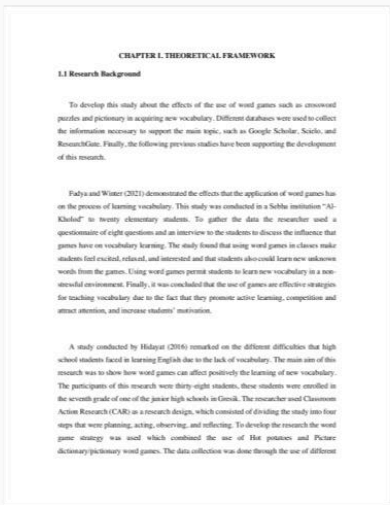 CHAPTER I. THEORETICAL FRAMEWORK
1.1 Research Background
To develop this study about the effects of the use of word games such as crossword
puzzles and pictionary in acquiring new vocabulary. Different databases were used to collect
the information necessary to support the main topic, such as Google Scholar, Scielo, and
ResearchGate. Finally, the following previous studies have been supporting the development
of this research.
Fadya and Winter (2021) demonstrated the effects that the application of word games has
on the process of learning vocabulary. This study was conducted in a Sebha institution "Al-
Kholod" to twenty elementary students. To gather the data the researcher used a
questionnaire of eight questions and an interview to the students to discuss the influence that
games have on vocabulary learning. The study found that using word games in classes make
students feel excited, relaxed, and interested and that students also could learn new unknown
words from the games. Using word games permit students to learn new vocabulary in a non-
stressful environment. Finally, it was concluded that the use of games are effective strategies
for teaching vocabulary due to the fact that they promote active learning, competition and
attract attention, and increase students' motivation.
A study conducted by Hidayat (2016) remarked on the different difficulties that high
school students faced in learning English due to the lack of vocabulary. The main aim of this
research was to show how word games can affect positively the learning of new vocabulary.
The participants of this research were thirty-eight students, these students were enrolled in
the seventh grade of one of the junior high schools in Gresik. The researcher used Classroom
Action Research (CAR) as a research design, which consisted of dividing the study into four
steps that were planning, acting, observing, and reflecting. To develop the research the word
game strategy was used which combined the use of Hot potatoes and Picture
dictionary/pictionary word games. The data collection was done through the use of different